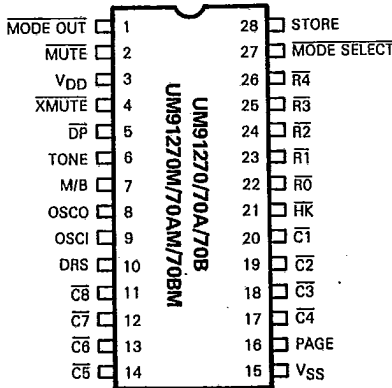 MODE OUT 1 28 STORE
MUTE 2 27 MODE SELECT
VDD 3 26 R4
XMUTE 4 25 R3
DP 5 24 R2
TONE 6 23 R1
M/B 7 22 R0
OSCO 8 21 HK
OSCI 9 20 C1
DRS 10 19 C2
C8 11 18 C3
C7 12 17 C4
C6 13 16 PAGE
C5 14 15 VSS
UM91270/70A/70B
UM91270M/70AM/70BM